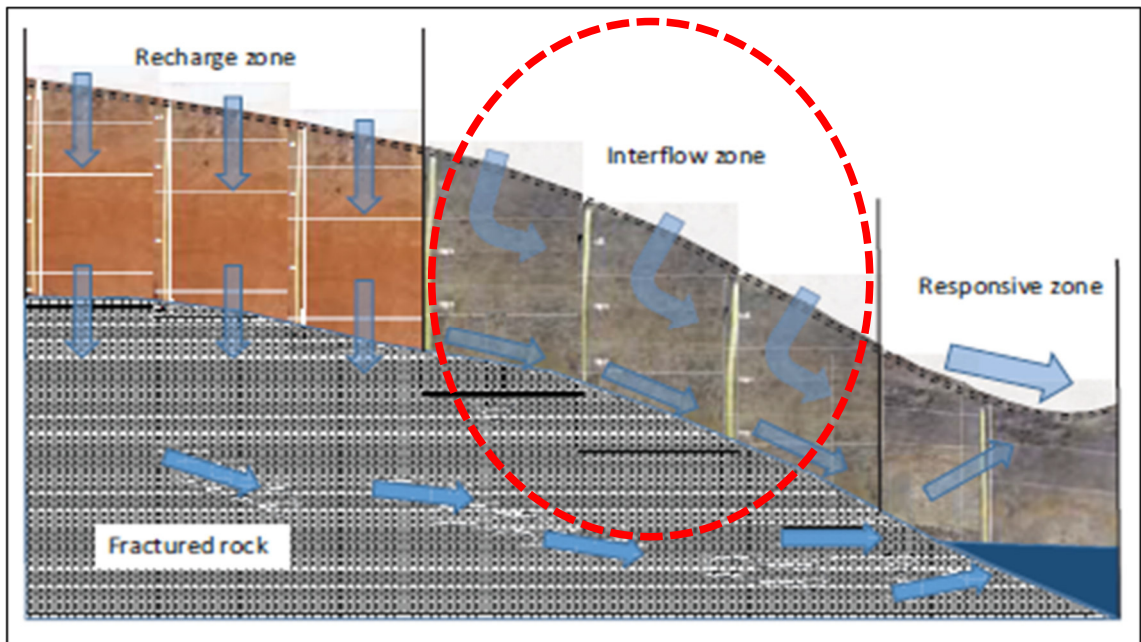 Recharge zone
Interflow zone
Responsive zone
Fractured rock